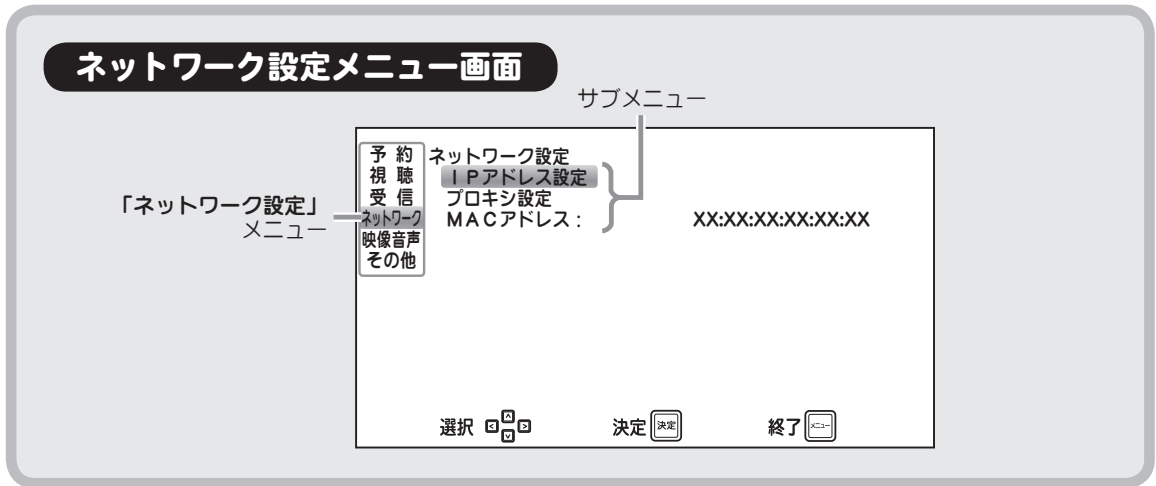 ネットワーク設定メニュー画面
サブメニュー
「ネットワーク設定」
メニュー
予 約
視 聴
受 信
ネットワーク
映像音声
その他
ネットワーク設定
ＩＰアドレス設定
プロキシ設定
ＭＡＣアドレス： XX:XX:XX:XX:XX:XX
選択 決定 決定 終了 メニュー